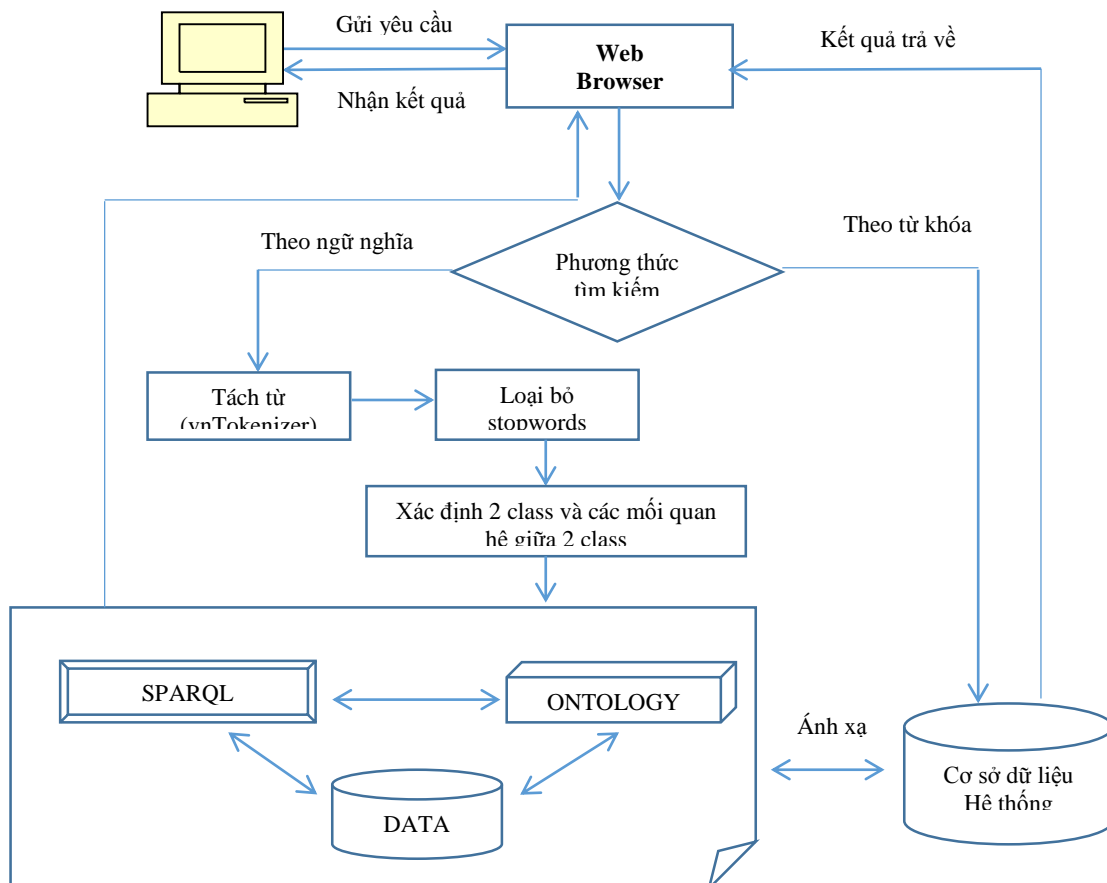 Gửi yêu cầu
Web
Browser
Kết quả trả về
Nhận kết quả
Theo ngữ nghĩa
Theo từ khóa
Phương thức
tìm kiếm
Tách từ
(vnTokenizer)
Loại bỏ
stopwords
Xác định 2 class và các mối quan
hệ giữa 2 class
SPARQL
ONTOLOGY
DATA
Ánh xạ
Cơ sở dữ liệu
Hệ thống